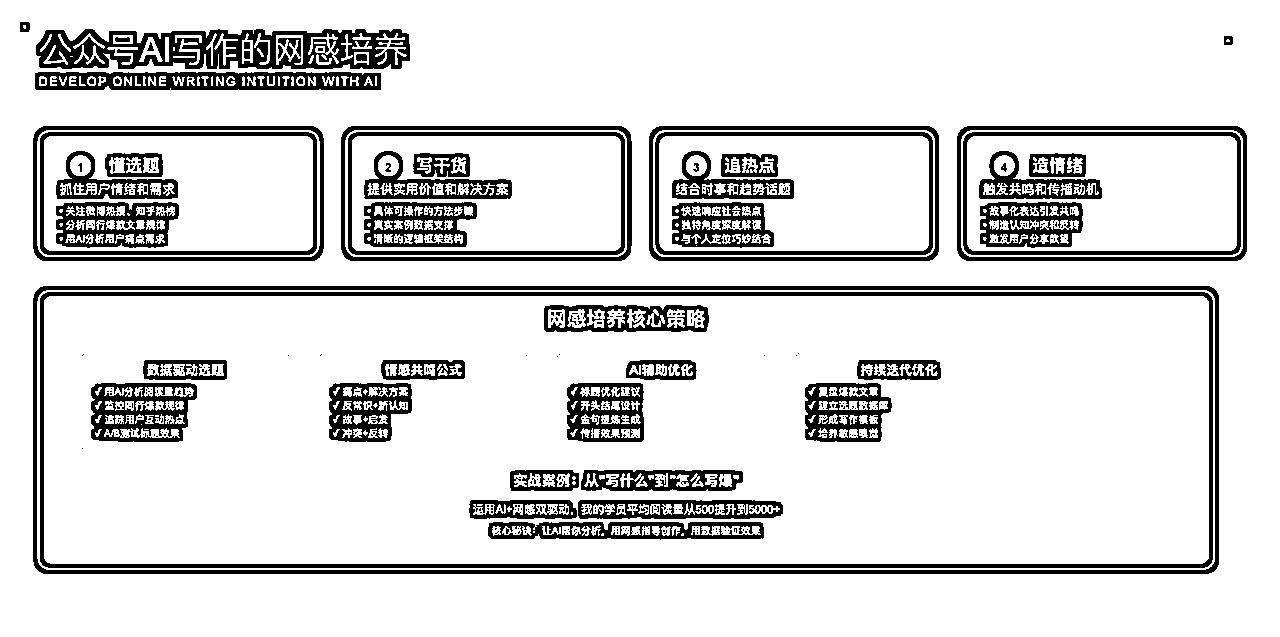 公众号AI写作的网感培养
DEVELOP ONLINE WRITING INTUITION WITH AI
1 懂选题
抓住用户情绪和需求
•关注微博热搜、知乎热榜
•分析同行爆款文章规律
•用AI分析用户痛点需求
2 写干货
提供实用价值和解决方案
•具体可操作的方法步骤
•真实案例数据支撑
•清晰的逻辑框架结构
3 追热点
结合时事和趋势话题
•快速响应社会热点
•独特角度深度解读
•与个人定位巧妙结合
4 造情绪
触发共鸣和传播动机
•故事化表达引发共鸣
•制造认知冲突和反转
•激发用户分享欲望
网感培养核心策略
数据驱动选题
✓ 用AI分析阅读量趋势
✓ 监控同行爆款规律
✓ 追踪用户互动热点
✓ A/B测试标题效果
情感共鸣公式
✓ 痛点+解决方案
✓ 反常识+新认知
✓ 故事+启发
✓ 冲突+反转
AI辅助优化
✓ 标题优化建议
✓ 开头结尾设计
✓ 金句提炼生成
✓ 传播效果预测
持续迭代优化
✓ 复盘爆款文章
✓ 建立选题数据库
✓ 形成写作模板
✓ 培养敏感嗅觉
实战案例：从"写什么"到"怎么写爆"
运用AI+网感双驱动，我的学员平均阅读量从500提升到5000+
核心秘诀：让AI帮你分析，用网感指导创作，用数据验证效果